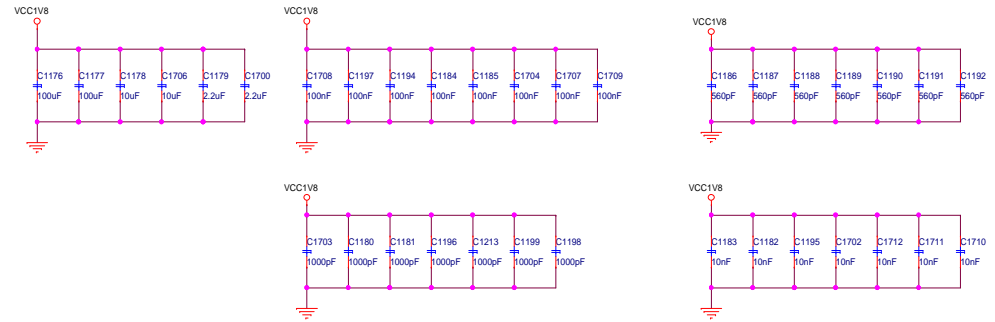 VCC1V8
C1176 C1177 C1178 C1706 C1179 C1700
100uF 100uF 10uF 10uF 2.2uF 2.2uF
VCC1V8
C1708 C1197 C1194 C1184 C1185 C1704 C1707 C1709
100nF 100nF 100nF 100nF 100nF 100nF 100nF 100nF
VCC1V8
C1186 C1187 C1188 C1189 C1190 C1191 C1192
560pF 560pF 560pF 560pF 560pF 560pF 560pF
VCC1V8
C1703 C1180 C1181 C1196 C1213 C1199 C1198
1000pF 1000pF 1000pF 1000pF 1000pF 1000pF 1000pF
VCC1V8
C1183 C1182 C1195 C1702 C1712 C1711 C1710
10nF 10nF 10nF 10nF 10nF 10nF 10nF